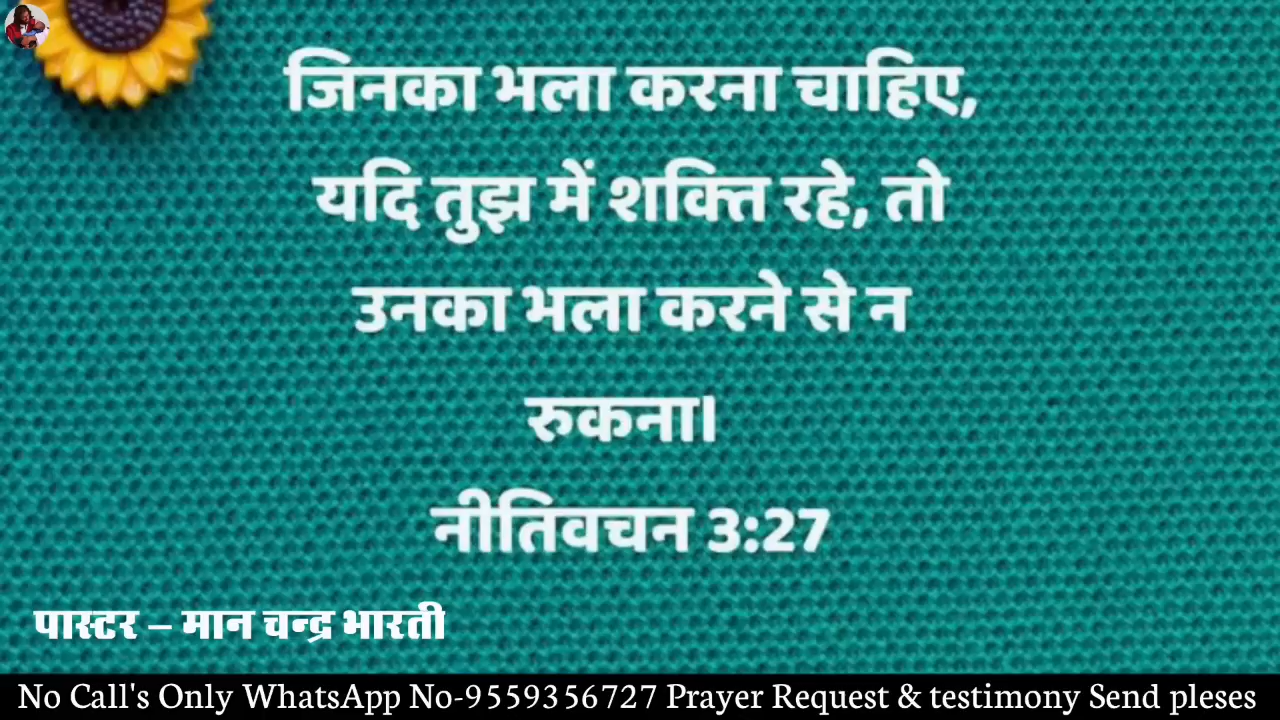 जिनका भला करना चाहिए,
यदि तुझ में शक्ति रहे, तो
उनका भला करने से न
रुकना।
नीतिवचन 3:27
पास्टर – मान चन्द्र भारती
No Call's Only WhatsApp No-9559356727 Prayer Request & testimony Send pleses